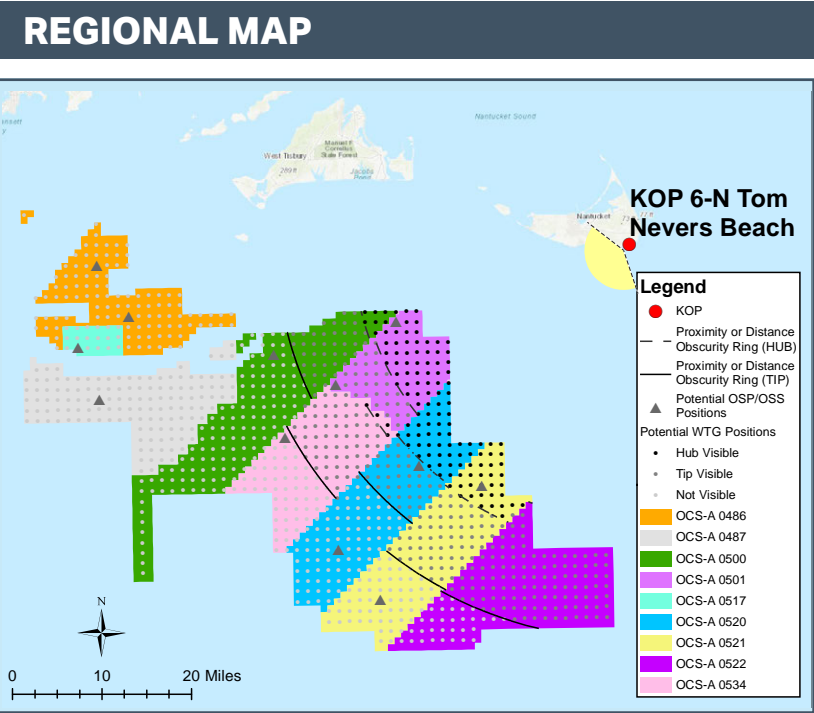 REGIONAL MAP
Nantucket Sound
West Tisbury
State Forest
Nantucket
KOP 6-N Tom
Nevers Beach
Legend
KOP
Proximity or Distance
Obscurity Ring (HUB)
Proximity or Distance
Obscurity Ring (TIP)
Potential OSP/OSS
Positions
Potential WTG Positions
Hub Visible
Tip Visible
Not Visible
OCS-A 0486
OCS-A 0487
OCS-A 0500
OCS-A 0501
OCS-A 0517
OCS-A 0520
OCS-A 0521
OCS-A 0522
OCS-A 0534
N
0 10 20 Miles